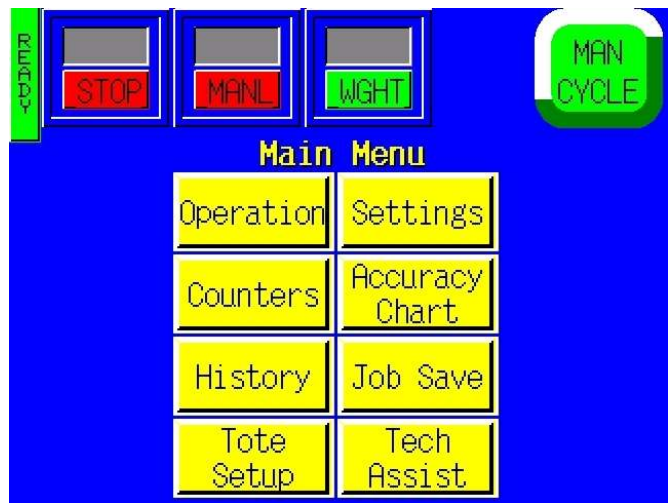 READY
STOP
MANL
WGHT
MAN
CYCLE
Main Menu
Operation
Settings
Counters
Accuracy
Chart
History
Job Save
Tote
Setup
Tech
Assist